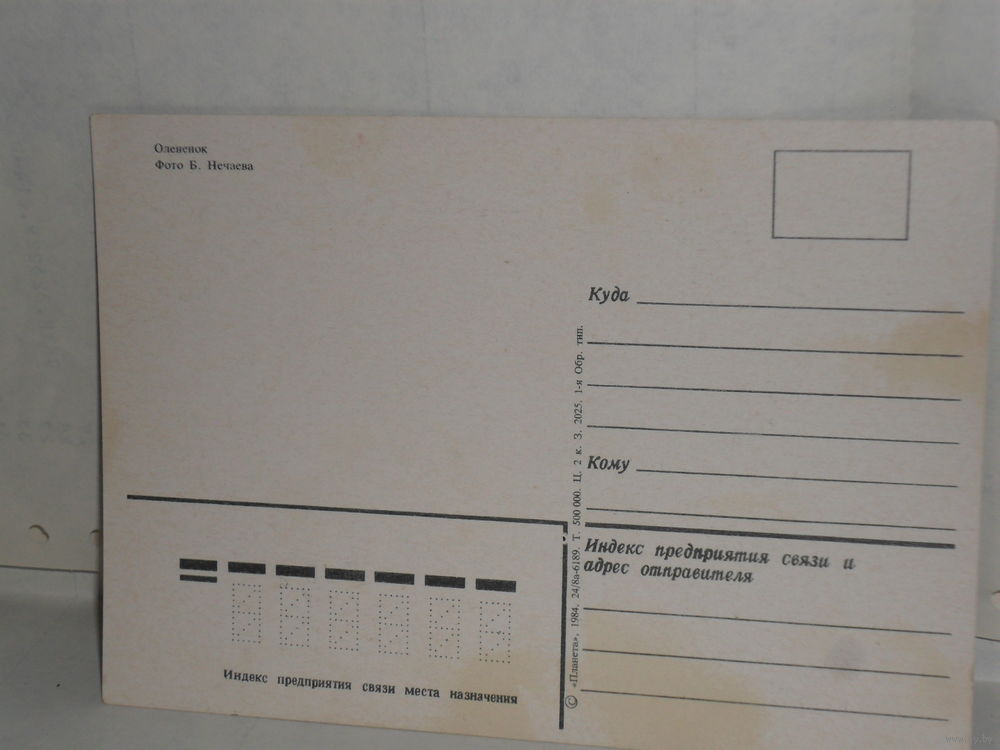 Олененок
Фото Б. Нечаева
Куда
Кому
Индекс предприятия связи и
адрес отправителя
Индекс предприятия связи места назначения
© «Планета», 1984. 24/8а-6189. Т. 500 000. Ц. 2 к. З. 2025. 1-я Обр. тип.